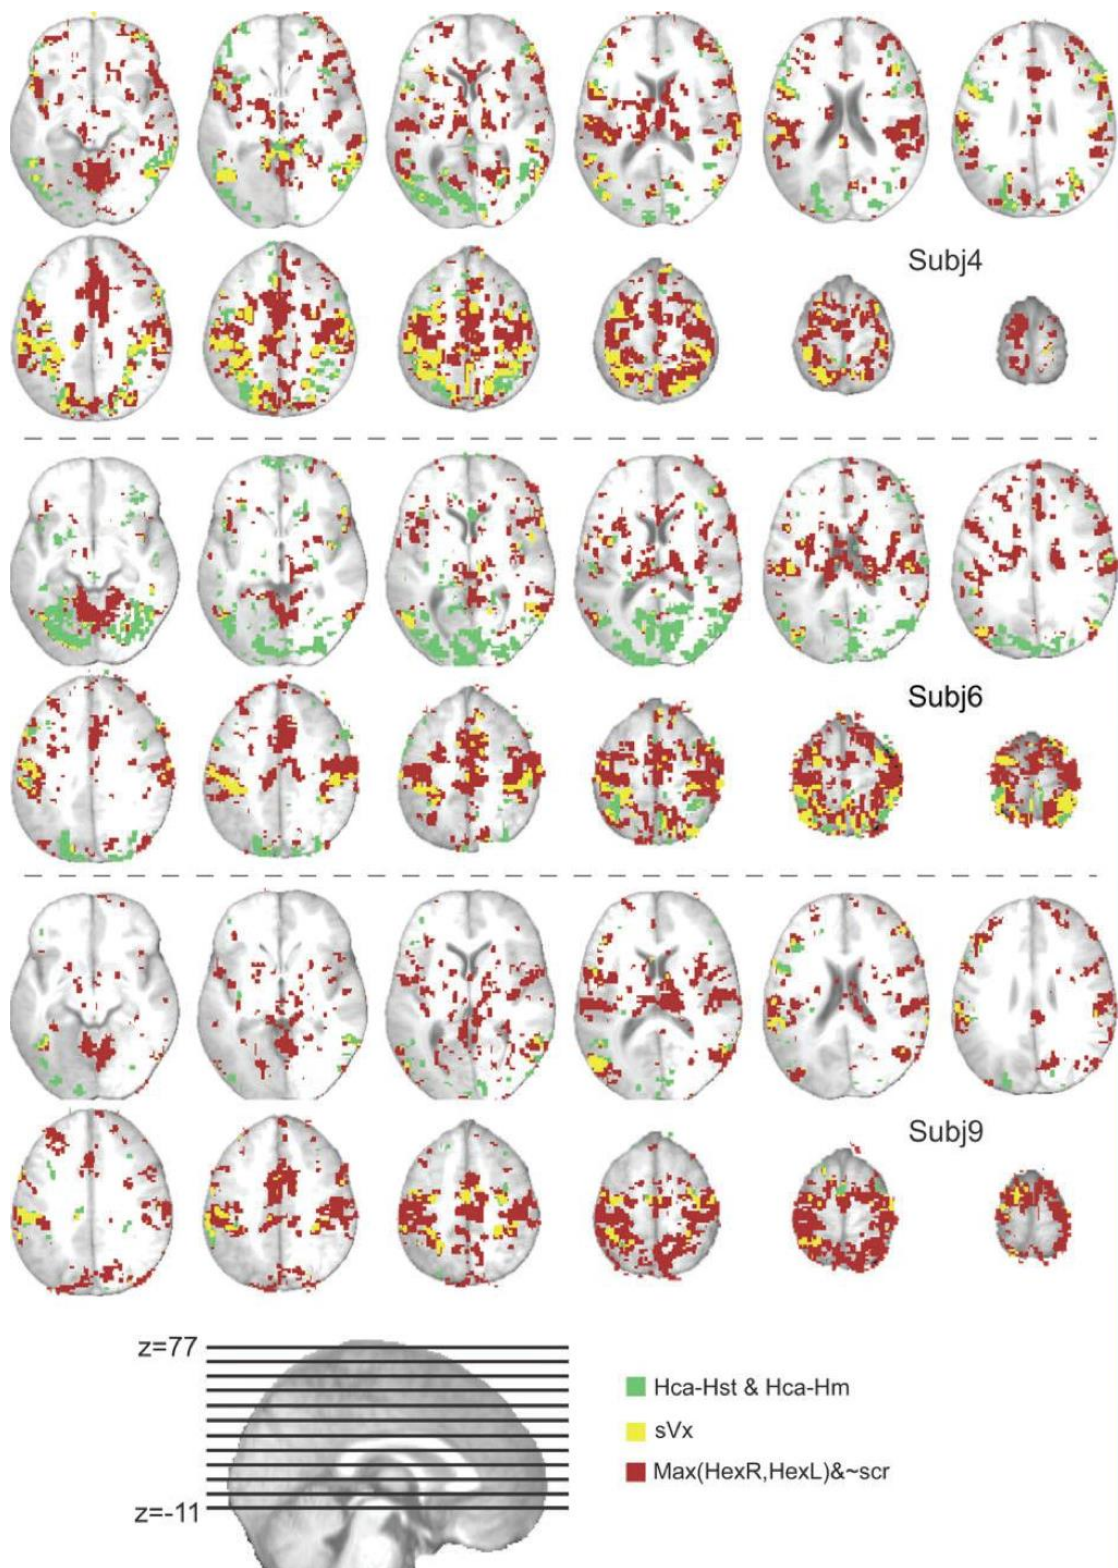 Subj4
Subj6
Subj9
z=77
z=-11
Hca-Hst & Hca-Hm
sVx
Max(HexR,HexL)&~scr